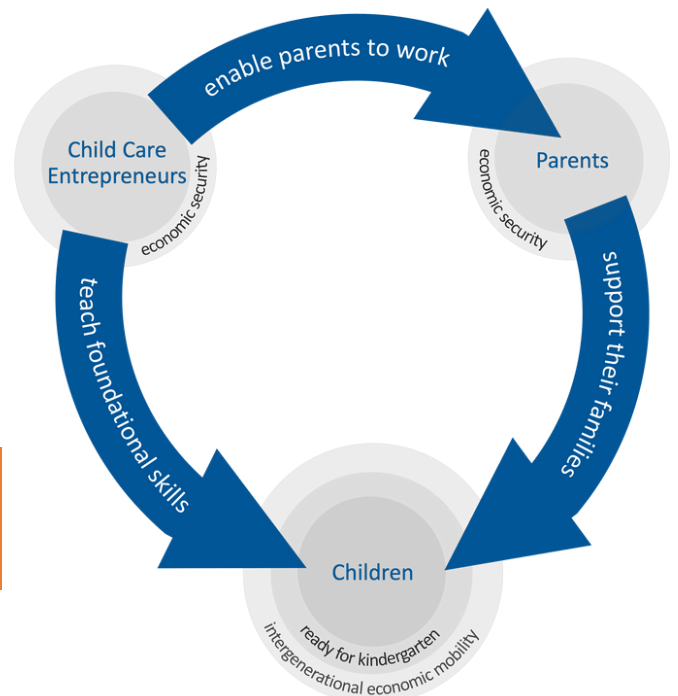 enable parents to work
Child Care
Entrepreneurs
economic security
Parents
economic security
teach foundational skills
support their families
Children
ready for kindergarten
intergenerational economic mobility